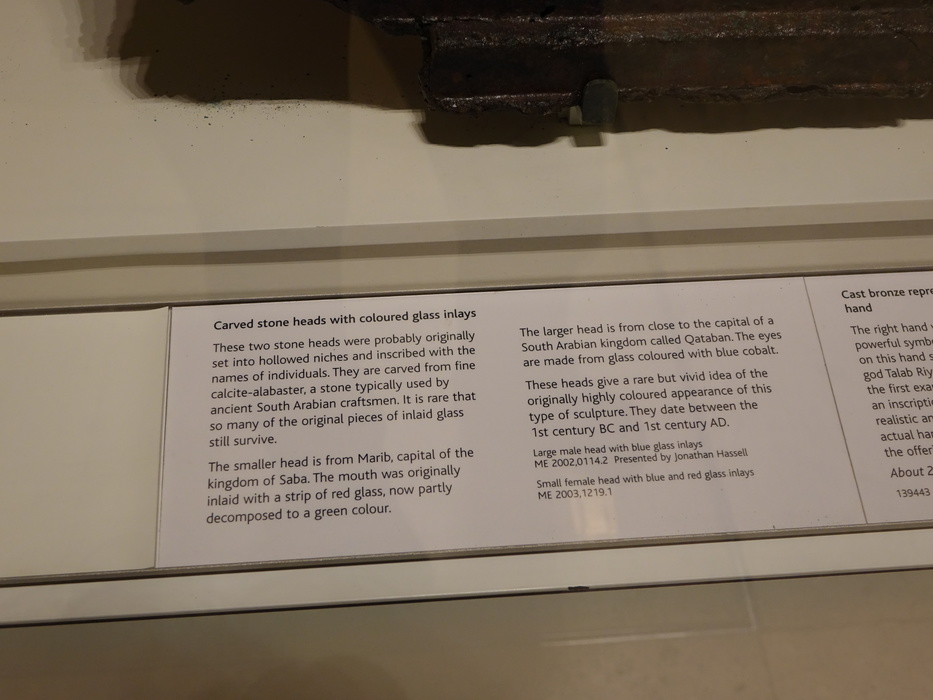 Carved stone heads with coloured glass inlays
These two stone heads were probably originally
set into hollowed niches and inscribed with the
names of individuals. They are carved from fine
calcite-alabaster, a stone typically used by
ancient South Arabian craftsmen. It is rare that
so many of the original pieces of inlaid glass
still survive.
The smaller head is from Marib, capital of the
kingdom of Saba. The mouth was originally
inlaid with a strip of red glass, now partly
decomposed to a green colour.
The larger head is from close to the capital of a
South Arabian kingdom called Qataban. The eyes
are made from glass coloured with blue cobalt.
These heads give a rare but vivid idea of the
originally highly coloured appearance of this
type of sculpture. They date between the
1st century BC and 1st century AD.
Large male head with blue glass inlays
ME 2002,0114.2 Presented by Jonathan Hassell
Small female head with blue and red glass inlays
ME 2003,1219.1
Cast bronze repre
hand
The right hand
powerful symb
on this hand s
god Talab Riy
the first exa
an inscripti
realistic an
actual ha
the offer
About 2
139443